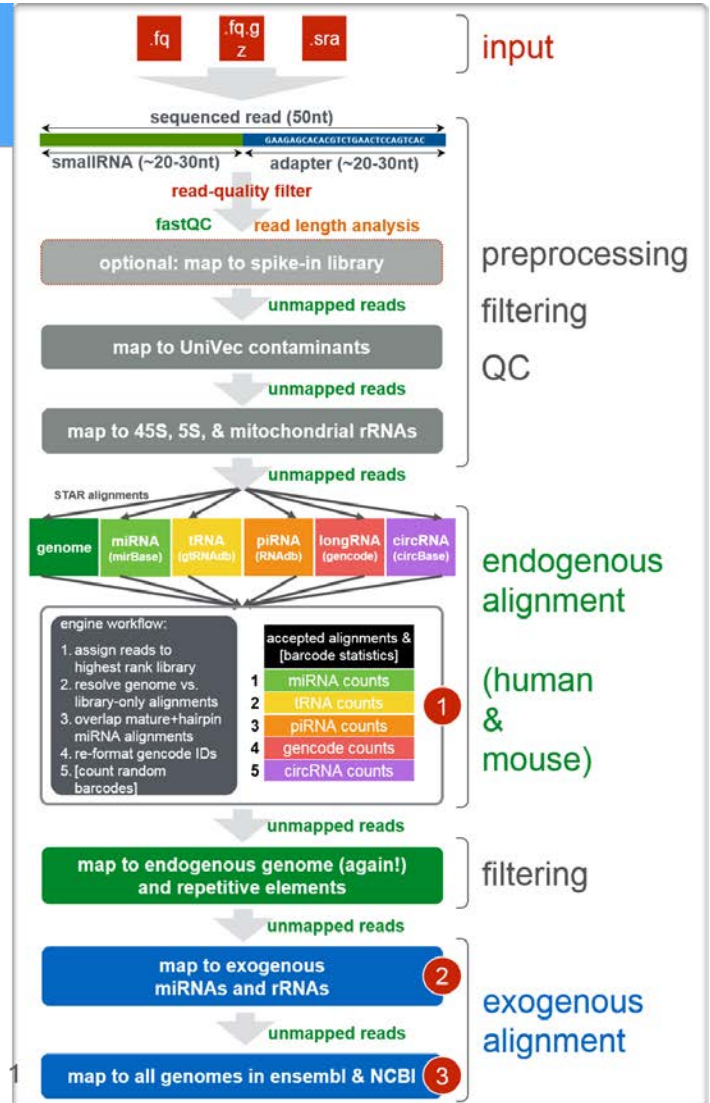 .fq
.fq.g
z
.sra
input
sequenced read (50nt)
GAAGAGCACACGTCTGAACTCCAGTCAC
smallRNA (~20-30nt)
adapter (~20-30nt)
read-quality filter
fastQC
read length analysis
optional: map to spike-in library
unmapped reads
map to UniVec contaminants
unmapped reads
map to 45S, 5S, & mitochondrial rRNAs
unmapped reads
preprocessing
filtering
QC
STAR alignments
genome
miRNA
(mirBase)
tRNA
(gtRNAdb)
piRNA
(RNAdb)
longRNA
(gencode)
circRNA
(circBase)
engine workflow:
1. assign reads to
highest rank library
2. resolve genome vs.
library-only alignments
3. overlap mature+hairpin
miRNA alignments
4. re-format gencode IDs
5. [count random
barcodes]
accepted alignments &
[barcode statistics]
1 miRNA counts
2 tRNA counts
3 piRNA counts
4 gencode counts
5 circRNA counts
1
endogenous
alignment
(human
&
mouse)
unmapped reads
map to endogenous genome (again!)
and repetitive elements
filtering
unmapped reads
map to exogenous
miRNAs and rRNAs
2
unmapped reads
map to all genomes in ensembl & NCBI
3
exogenous
alignment
1